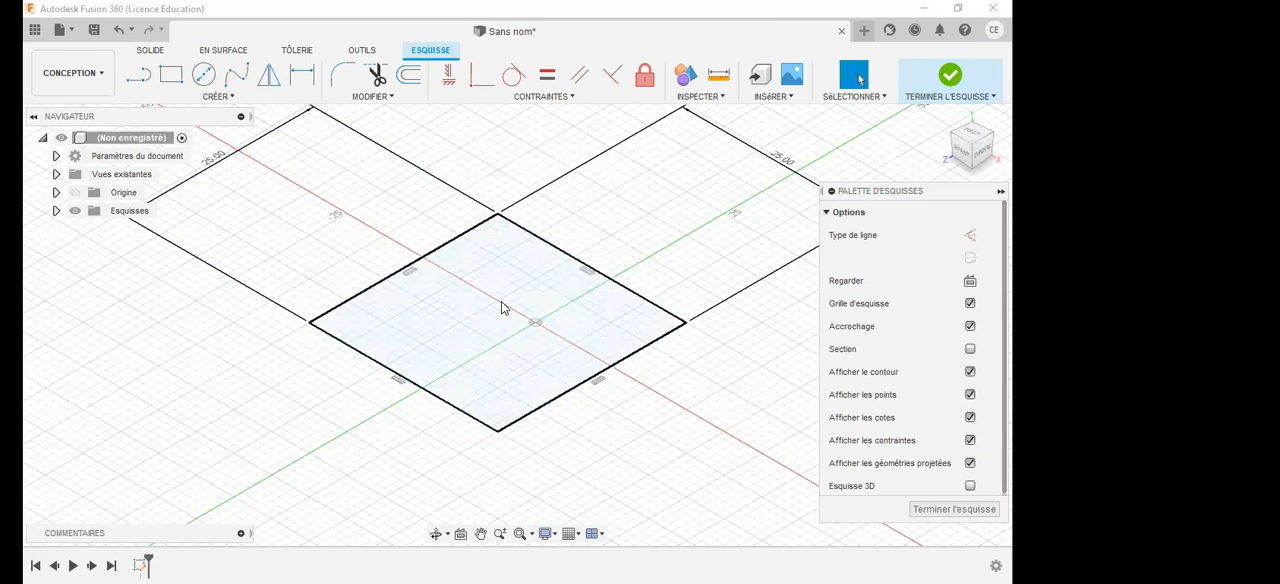 Autodesk Fusion 360 (Licence Education)
Sans nom*
CE
SOLIDE EN SURFACE TÔLERIE OUTILS ESQUISSE
CONCEPTION
CRÉER MODIFIER CONTRAINTES INSPECTER INSÉRER SÉLECTIONNER TERMINER L'ESQUISSE
NAVIGATEUR
(Non enregistré)
Paramètres du document
Vues existantes
Origine
Esquisses
25.00
25.00
25
X
Z
PALETTE D'ESQUISSES
Options
Type de ligne
Regarder
Grille d'esquisse
Accrochage
Section
Afficher le contour
Afficher les points
Afficher les cotes
Afficher les contraintes
Afficher les géométries projetées
Esquisse 3D
Terminer l'esquisse
COMMENTAIRES